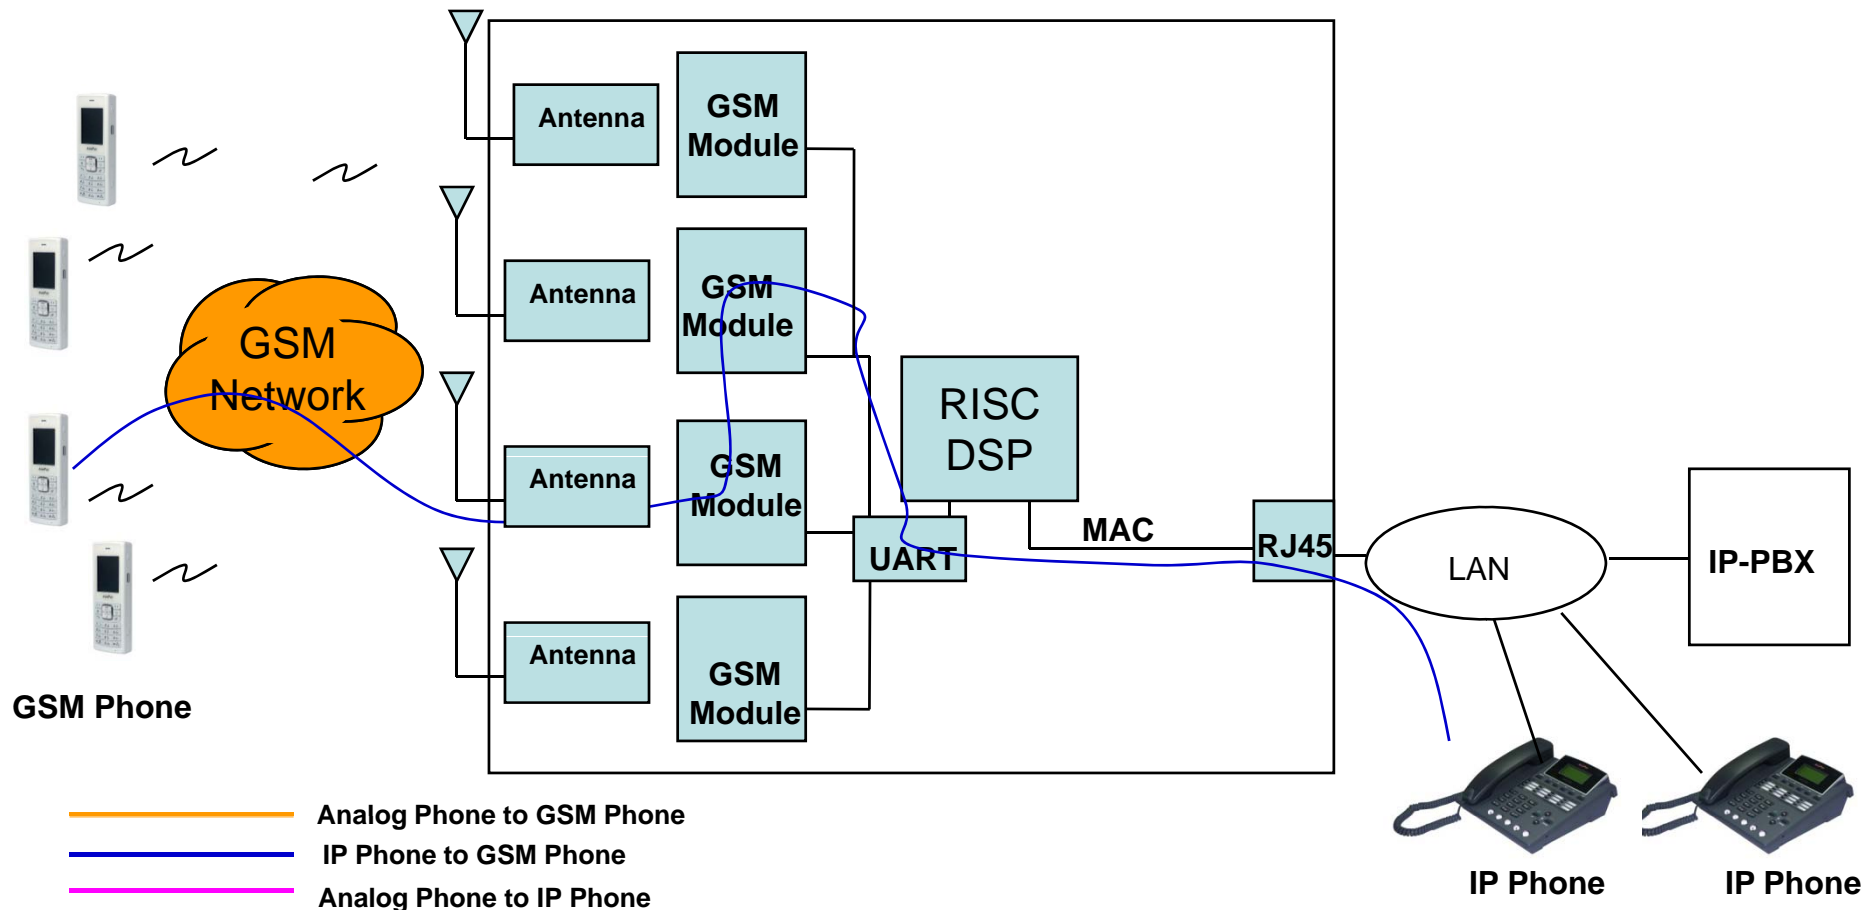 Antenna
GSM
Module
Antenna
GSM
Module
GSM
Network
RISC
DSP
Antenna
GSM
Module
MAC
UART
RJ45
LAN
IP-PBX
Antenna
GSM
Module
GSM Phone
Analog Phone to GSM Phone
IP Phone to GSM Phone
Analog Phone to IP Phone
IP Phone
IP Phone